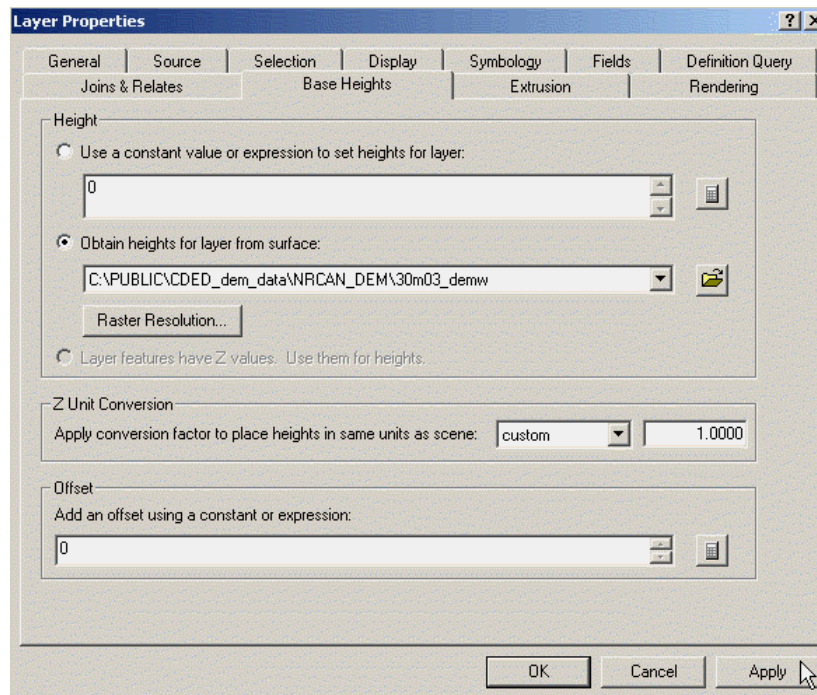 Layer Properties
General Source Selection Display Symbology Fields Definition Query
Joins & Relates Base Heights Extrusion Rendering
Height
Use a constant value or expression to set heights for layer:
0
Obtain heights for layer from surface:
C:\PUBLIC\CDED_dem_data\NRCAN_DEM\30m03_demw
Raster Resolution...
Layer features have Z values. Use them for heights.
Z Unit Conversion
Apply conversion factor to place heights in same units as scene: custom 1.0000
Offset
Add an offset using a constant or expression:
0
OK Cancel Apply